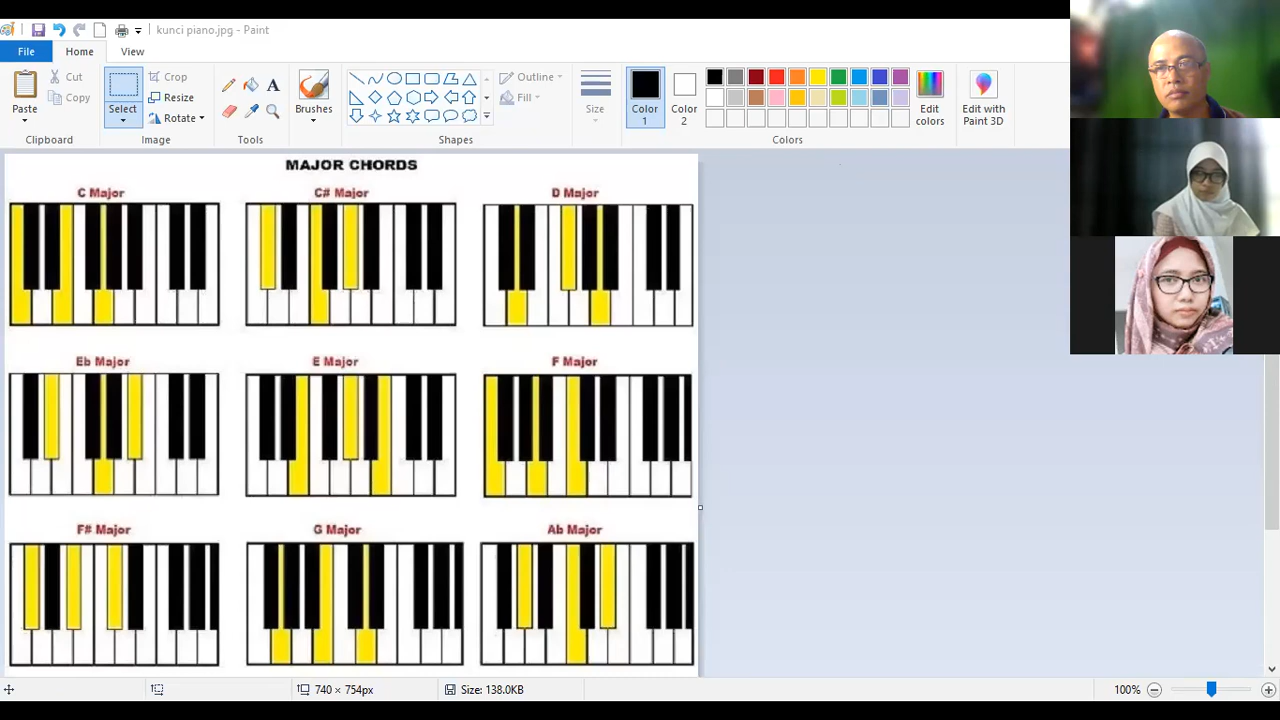 kunci piano.jpg - Paint
File Home View
Paste
Cut
Copy
Clipboard
Select
Crop
Resize
Rotate
Image
A
Tools
Brushes
Shapes
Outline
Fill
Size
Color 1
Color 2
Colors
Edit colors
Edit with Paint 3D
MAJOR CHORDS
C Major C# Major D Major
Eb Major E Major F Major
F# Major G Major Ab Major
740 × 754px Size: 138.0KB 100%